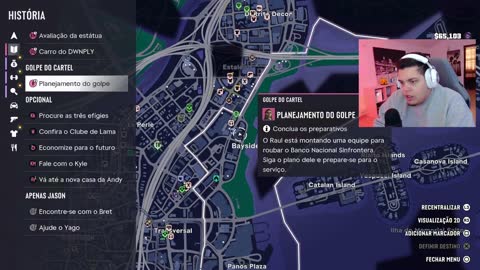 HISTÓRIA
Avaliação da estátua
Carro do DWNPLY
GOLPE DO CARTEL
Planejamento do golpe
OPCIONAL
Procure as três efígies
Confira o Clube de Lama
Economize para o futuro
Fale com o Kyle
Vá até a nova casa da Andy
APENAS JASON
Encontre-se com o Bret
Ajude o Yago
$65,103
GOLPE DO CARTEL
PLANEJAMENTO DO GOLPE
Conclua os preparativos
O Raul está montando uma equipe para
roubar o Banco Nacional Sinfrontera.
Siga o plano dele e prepare-se para o
serviço.
Casanova Island
Catalan Island
Panos Plaza
RECENTRALIZAR
VISUALIZAÇÃO 2D
ADICIONAR MARCADOR
DEFINIR DESTINO
FECHAR MENU